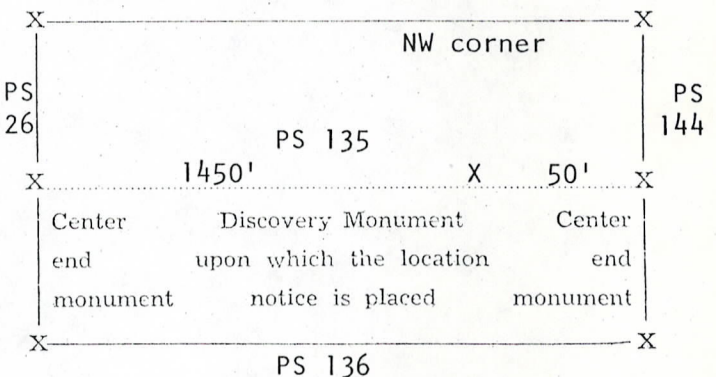 X X
NW corner
PS 26
PS 144
PS 135
X 1450' X 50' X
Center Discovery Monument Center
end upon which the location end
monument notice is placed monument
X X
PS 136